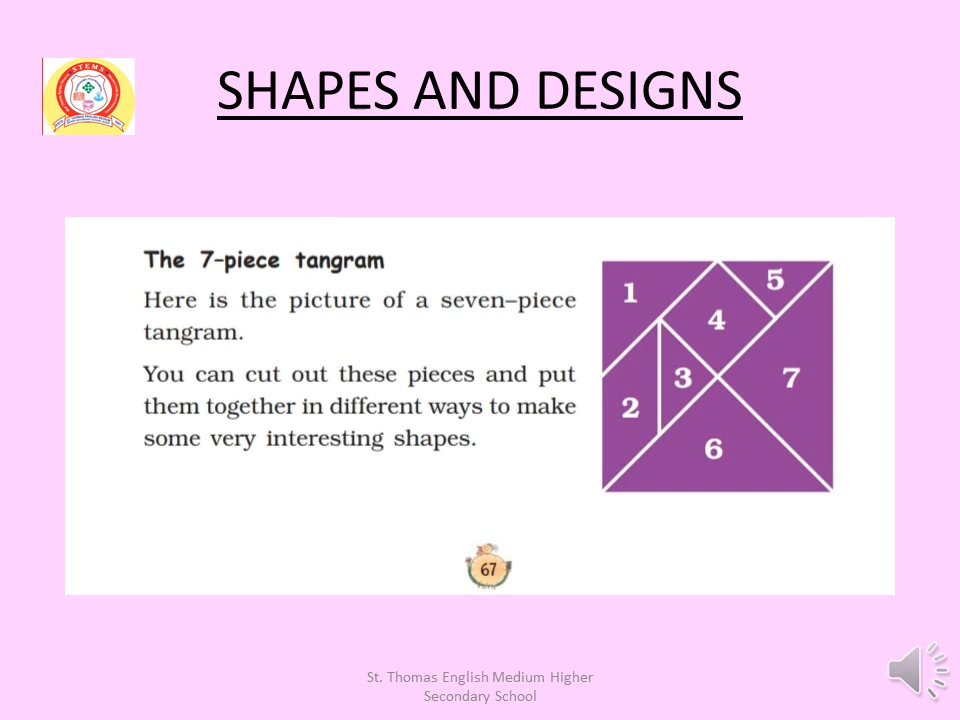 STEMS
SHAPES AND DESIGNS
The 7–piece tangram
Here is the picture of a seven–piece
tangram.
You can cut out these pieces and put
them together in different ways to make
some very interesting shapes.
1
5
4
3
7
2
6
67
St. Thomas English Medium Higher
Secondary School